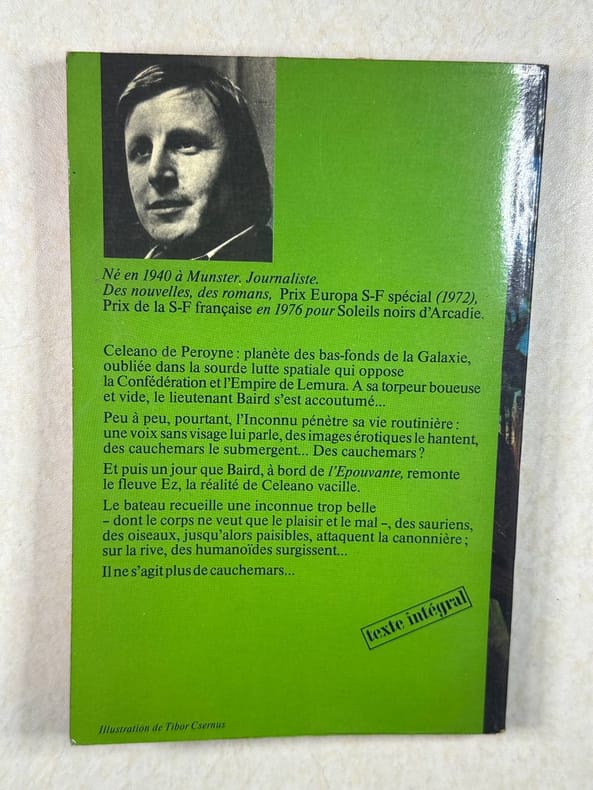 Né en 1940 à Munster. Journaliste.
Des nouvelles, des romans, Prix Europa S-F spécial (1972),
Prix de la S-F française en 1976 pour Soleils noirs d'Arcadie.
Celeano de Peroyne : planète des bas-fonds de la Galaxie,
oubliée dans la sourde lutte spatiale qui oppose
la Confédération et l'Empire de Lemura. A sa torpeur boueuse
et vide, le lieutenant Baird s'est accoutumé...
Peu à peu, pourtant, l'Inconnu pénètre sa vie routinière :
une voix sans visage lui parle, des images érotiques le hantent,
des cauchemars le submergent... Des cauchemars ?
Et puis un jour que Baird, à bord de l'Epouvante, remonte
le fleuve Ez, la réalité de Celeano vacille.
Le bateau recueille une inconnue trop belle
– dont le corps ne veut que le plaisir et le mal –, des sauriens,
des oiseaux, jusqu'alors paisibles, attaquent la canonnière ;
sur la rive, des humanoïdes surgissent...
Il ne s'agit plus de cauchemars...
texte intégral
Illustration de Tibor Csernus